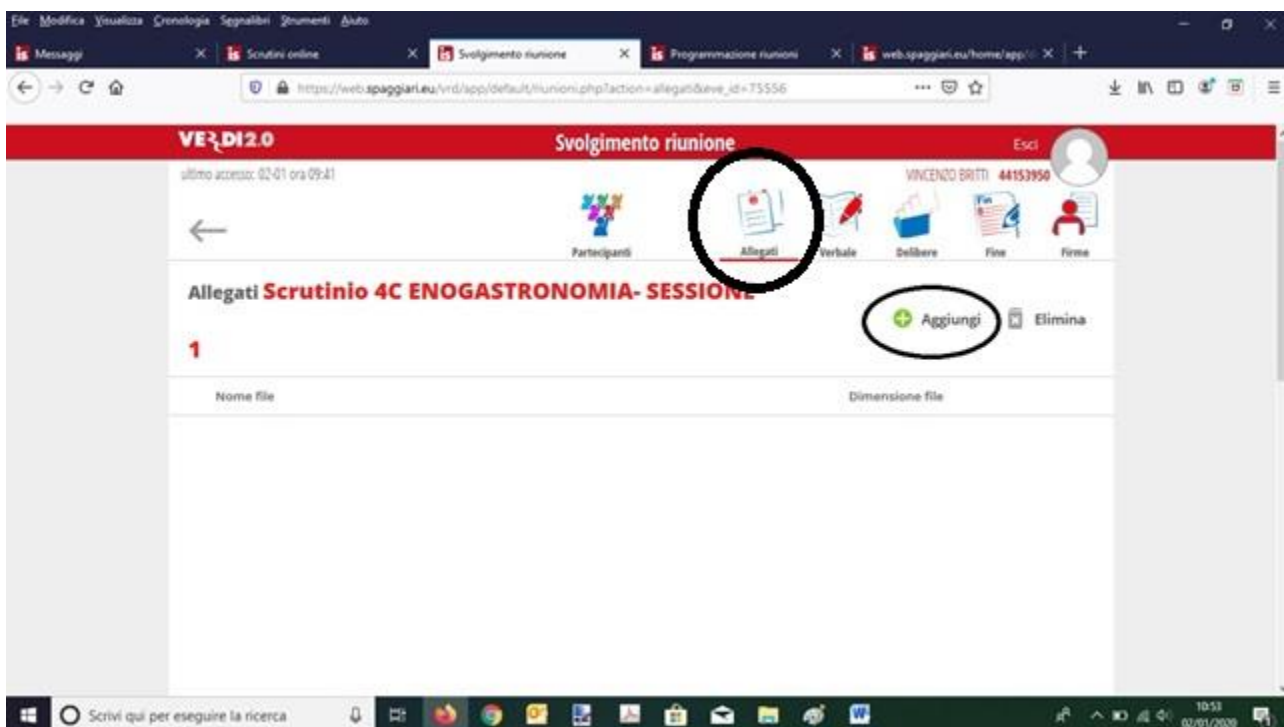 File Modifica Visualizza Cronologia Segnalibri Strumenti Aiuto
Messaggi Scrutini online Svolgimento riunione Programmazione riunioni web.spaggiari.eu/home/app/
https://web.spaggiari.eu/vrd/app/default/riunioni.php?action=allegati&eve_id=75556
VERDI2.0 Svolgimento riunione Esci
ultimo accesso: 02-01 ora 09:41 VINCENZO BRITTI 44153950
Fin
Partecipanti Allegati Verbale Delibere Fine Firme
Allegati Scrutinio 4C ENOGASTRONOMIA- SESSIONE
Aggiungi Elimina
1
Nome file Dimensione file
Scrivi qui per eseguire la ricerca
10:53
02/01/2020